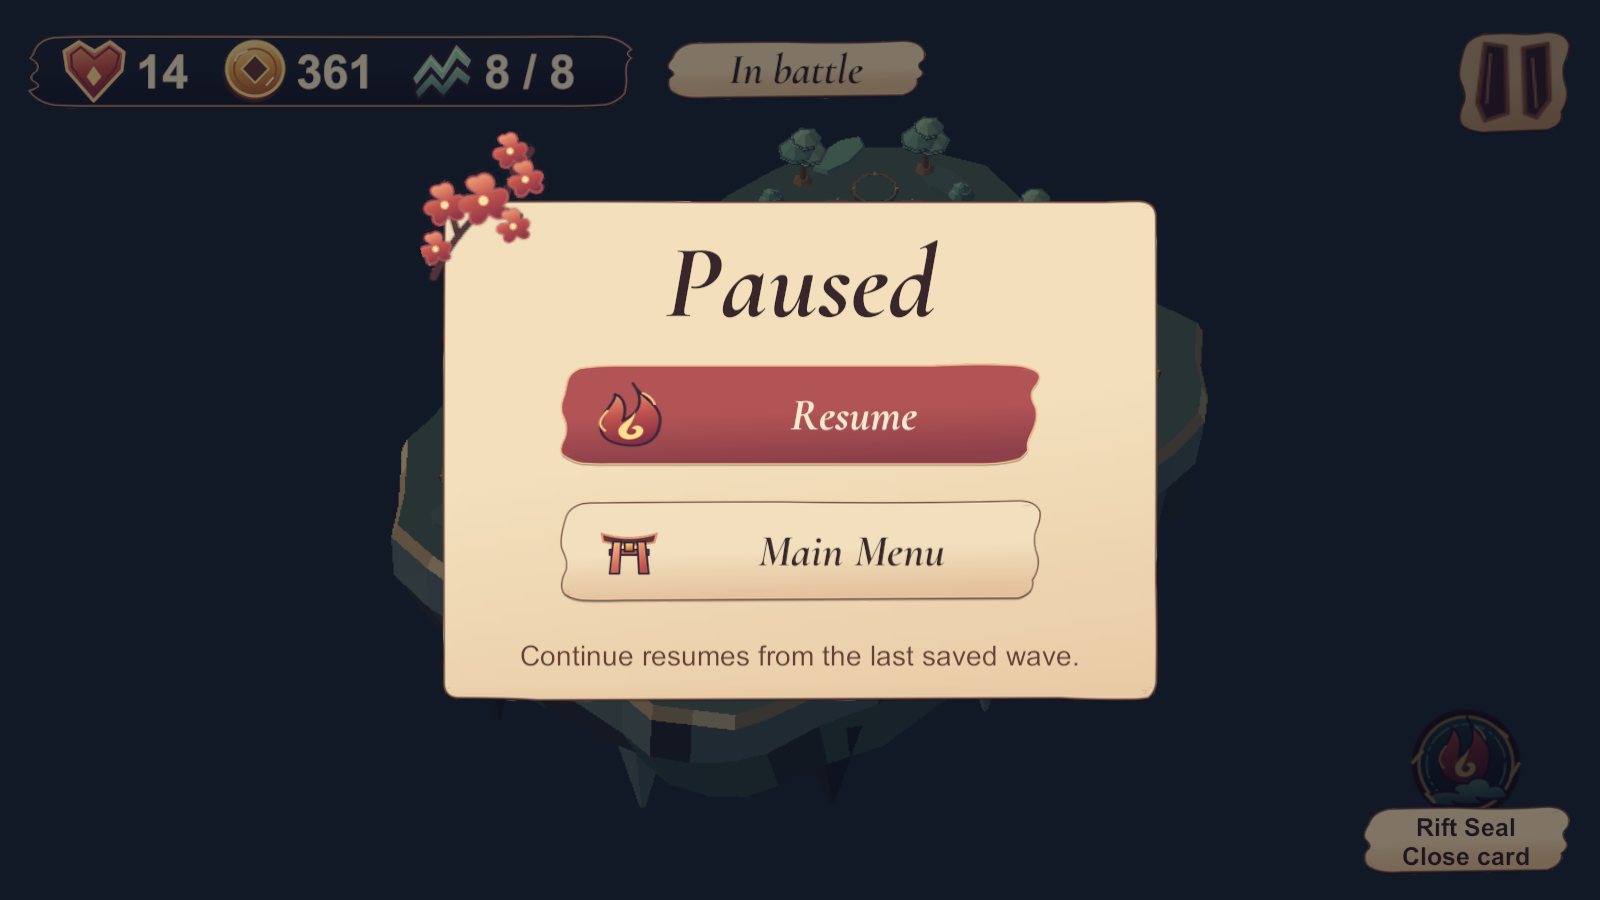 14
361
8 / 8
In battle
Paused
Resume
Main Menu
Continue resumes from the last saved wave.
Rift Seal
Close card